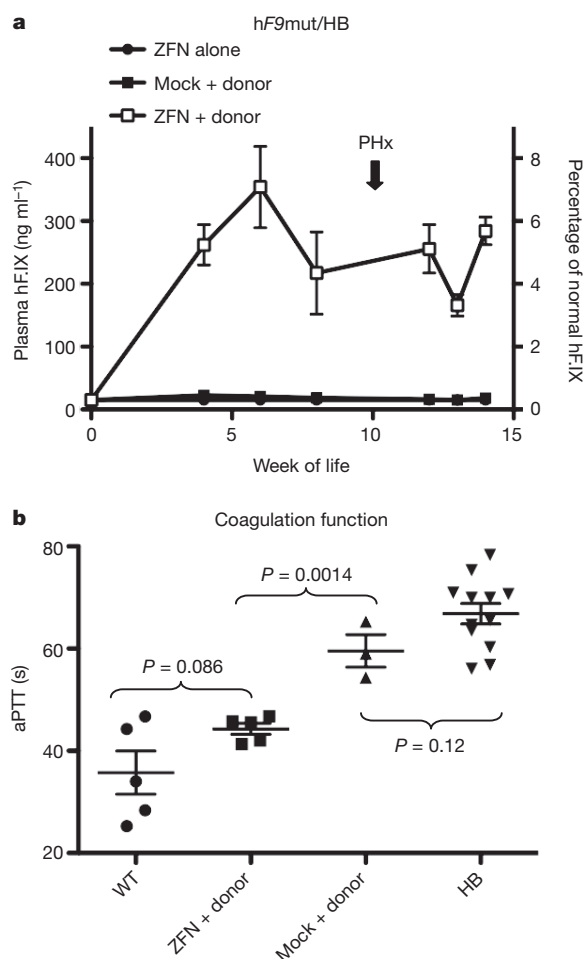 a
hF9mut/HB
ZFN alone
Mock + donor
ZFN + donor
PHx
Plasma hF.IX (ng ml⁻¹)
400
300
200
100
0
8
6
4
2
0
Percentage of normal hF.IX
0
5
10
15
Week of life
b
Coagulation function
aPTT (s)
80
60
40
20
P = 0.0014
P = 0.086
P = 0.12
WT
ZFN + donor
Mock + donor
HB